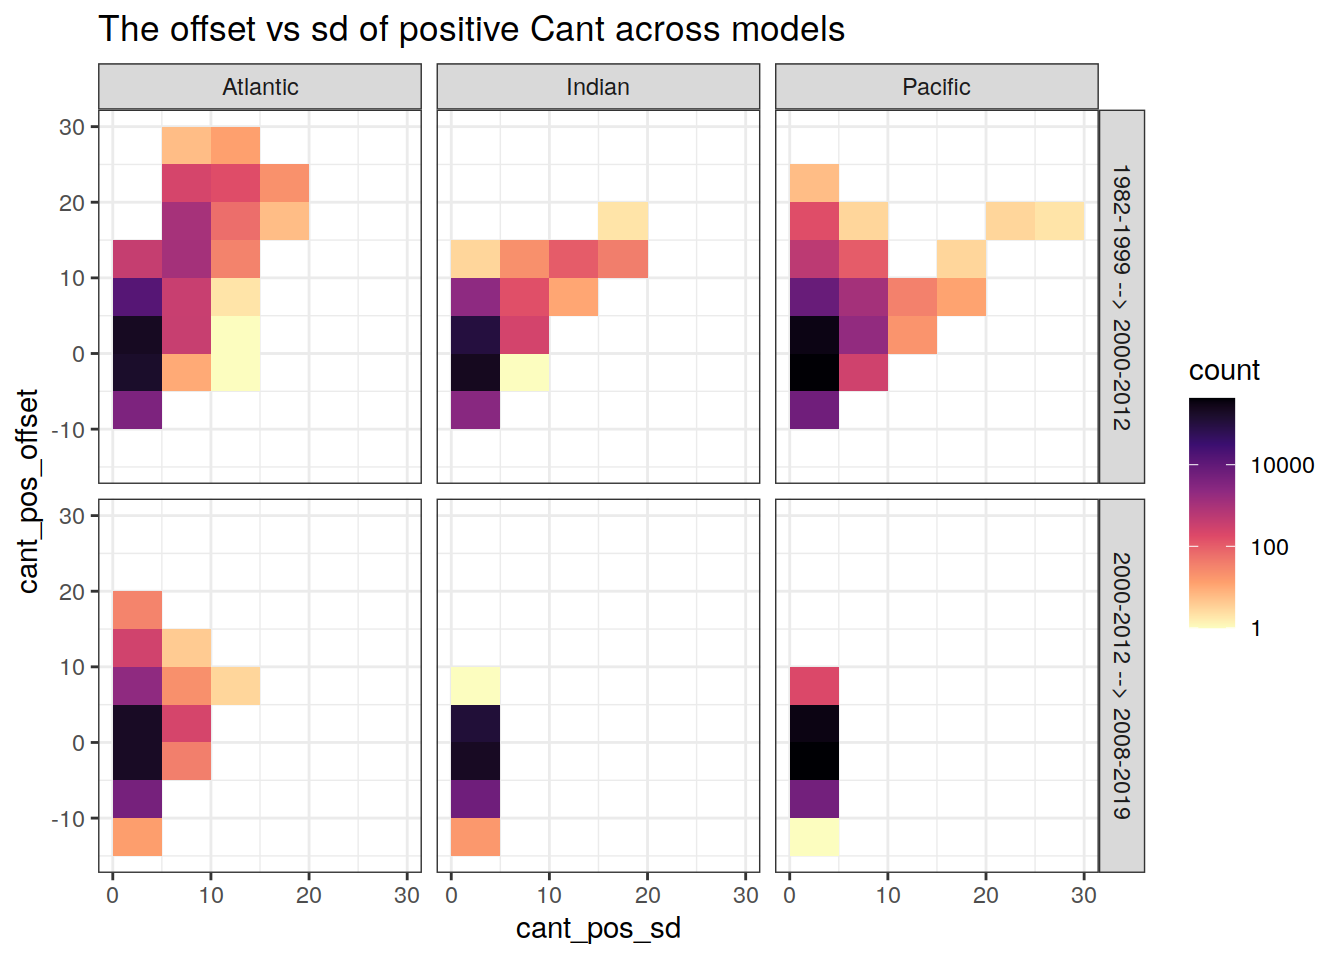 The offset vs sd of positive Cant across models
Atlantic
Indian
Pacific
30
20
10
0
-10
1982-1999 --> 2000-2012
30
20
10
0
-10
2000-2012 --> 2008-2019
0 10 20 30
0 10 20 30
0 10 20 30
cant_pos_sd
cant_pos_offset
count
10000
100
1